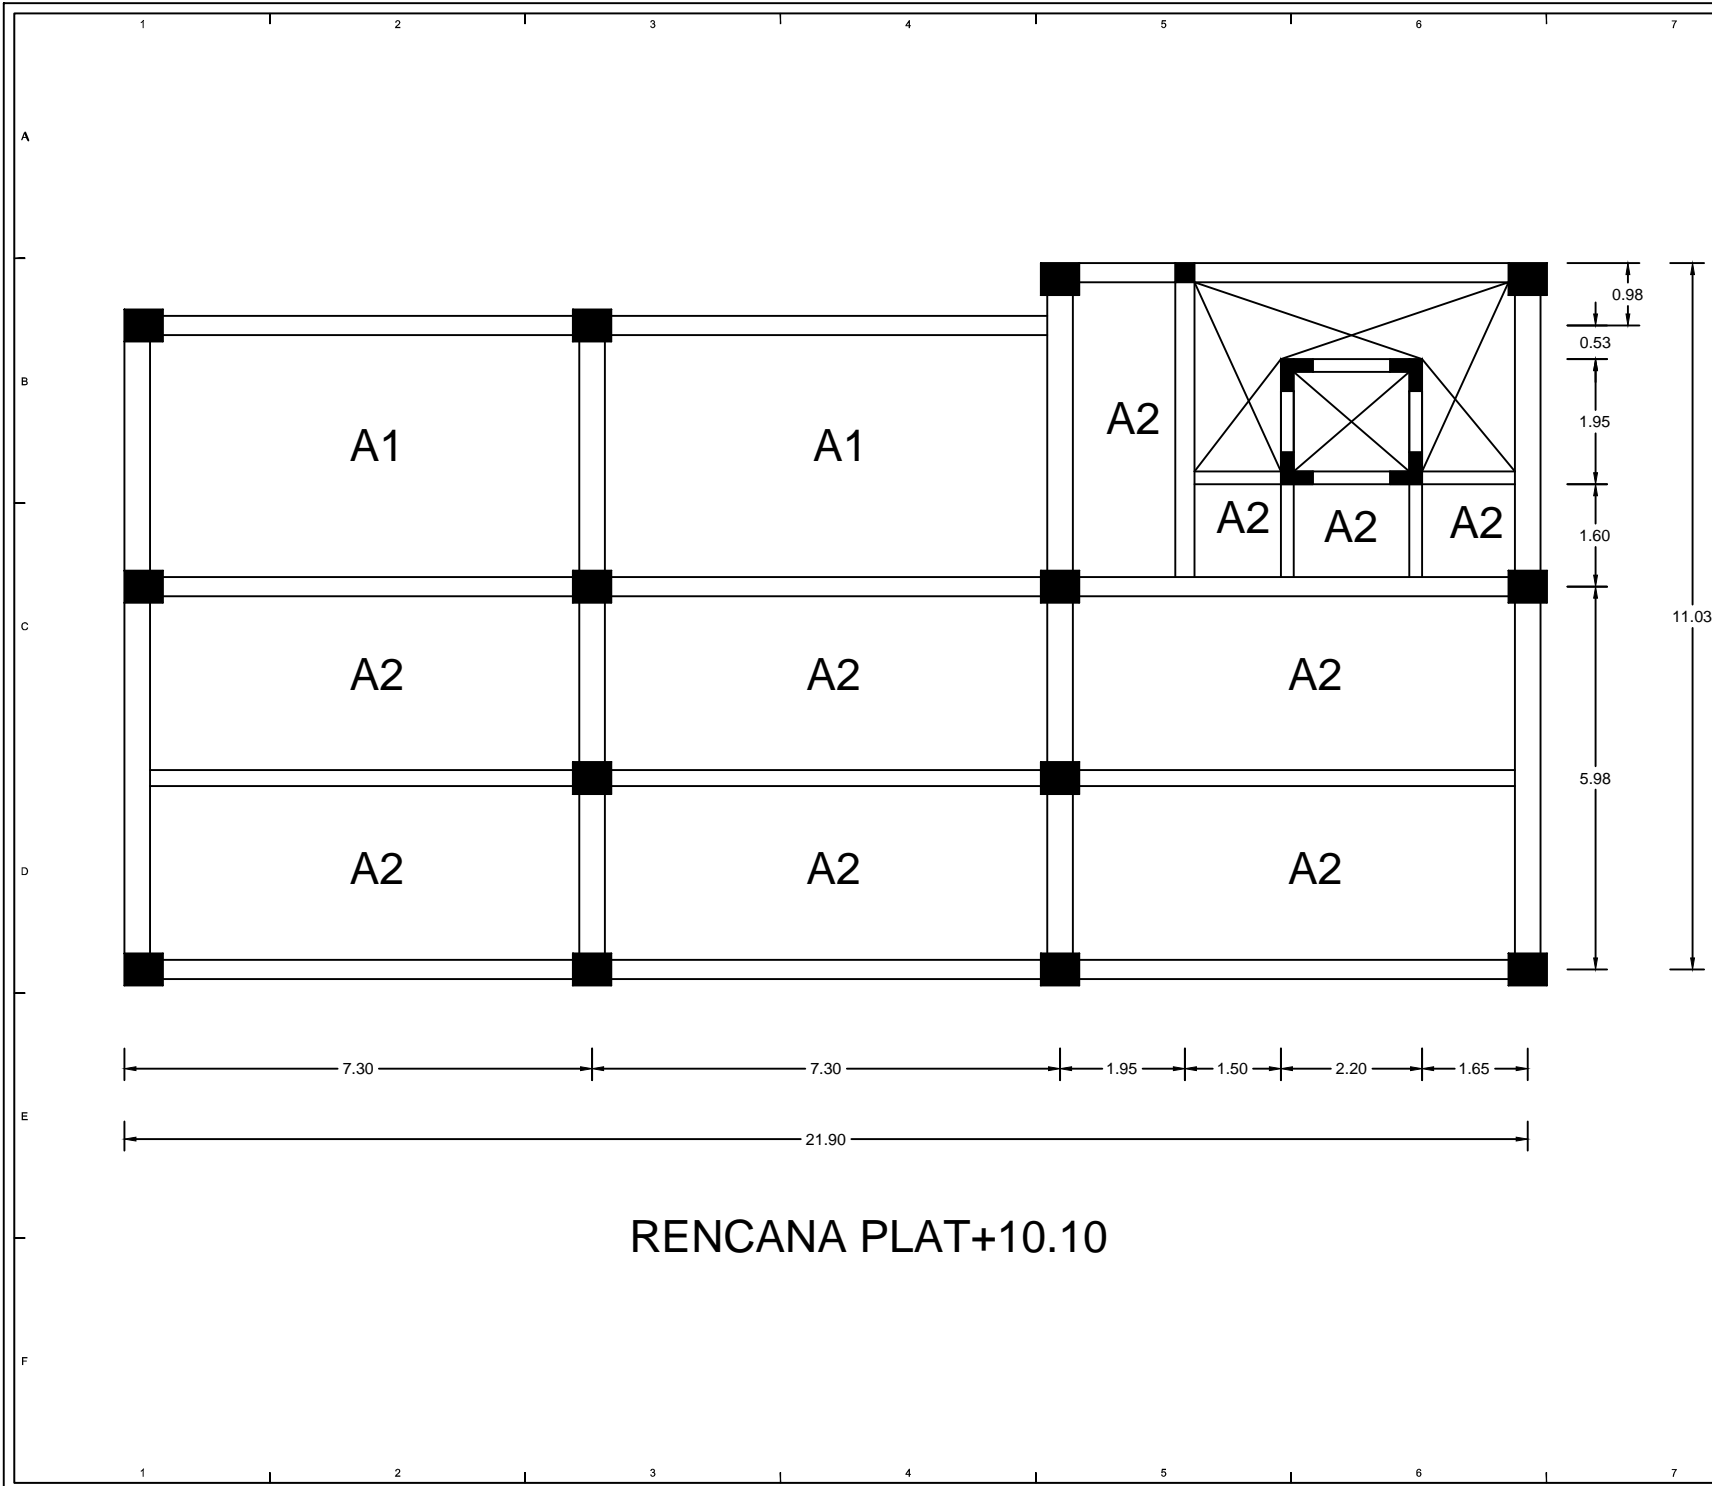 1 2 3 4 5 6 7
A
0.98
0.53
B
A1 A1 A2 1.95
A2 A2 A2 1.60
C 11.03
A2 A2 A2
5.98
D A2 A2 A2
7.30 7.30 1.95 1.50 2.20 1.65
E
21.90
RENCANA PLAT+10.10
F
1 2 3 4 5 6 7